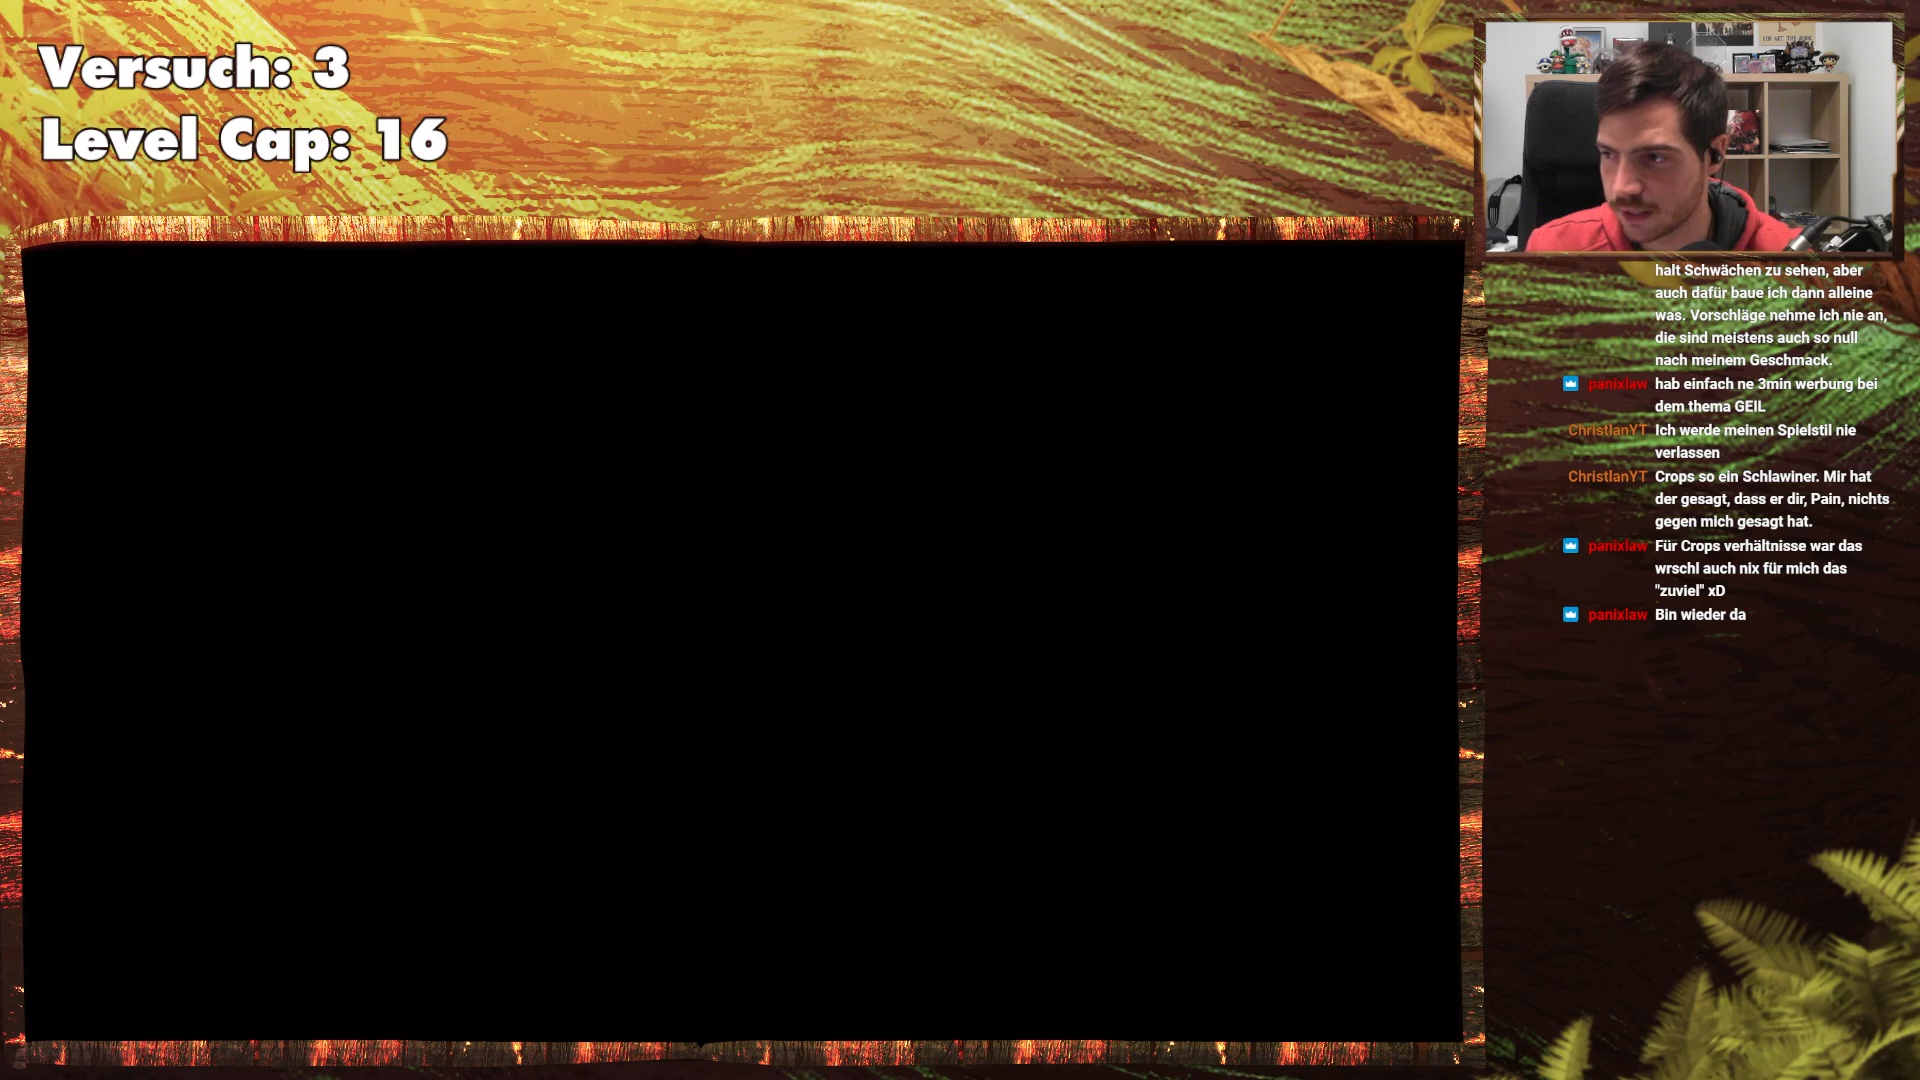 Versuch: 3
Level Cap: 16
halt Schwächen zu sehen, aber
auch dafür baue ich dann alleine
was. Vorschläge nehme ich nie an,
die sind meistens auch so null
nach meinem Geschmack.
panixlaw hab einfach ne 3min werbung bei
dem thema GEIL
ChristIanYT Ich werde meinen Spielstil nie
verlassen
ChristIanYT Crops so ein Schlawiner. Mir hat
der gesagt, dass er dir, Pain, nichts
gegen mich gesagt hat.
panixlaw Für Crops verhältnisse war das
wrschl auch nix für mich das
"zuviel" xD
panixlaw Bin wieder da